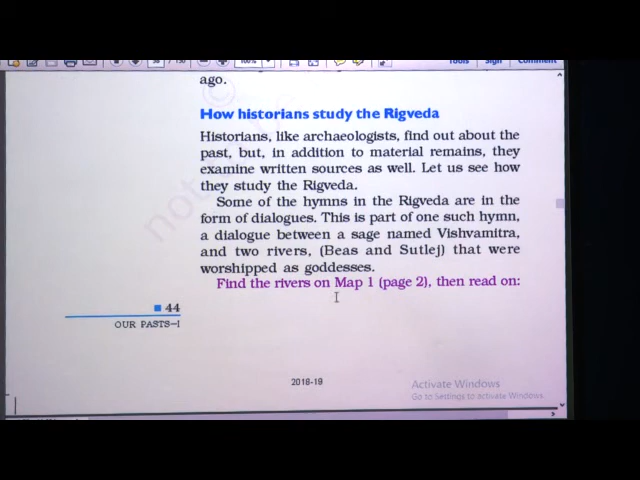 Tools Sign Comment
ago.
How historians study the Rigveda
Historians, like archaeologists, find out about the
past, but, in addition to material remains, they
examine written sources as well. Let us see how
they study the Rigveda.
Some of the hymns in the Rigveda are in the
form of dialogues. This is part of one such hymn,
a dialogue between a sage named Vishvamitra,
and two rivers, (Beas and Sutlej) that were
worshipped as goddesses.
Find the rivers on Map 1 (page 2), then read on:
■ 44
OUR PASTS–I
2018-19
Activate Windows
Go to Settings to activate Windows.